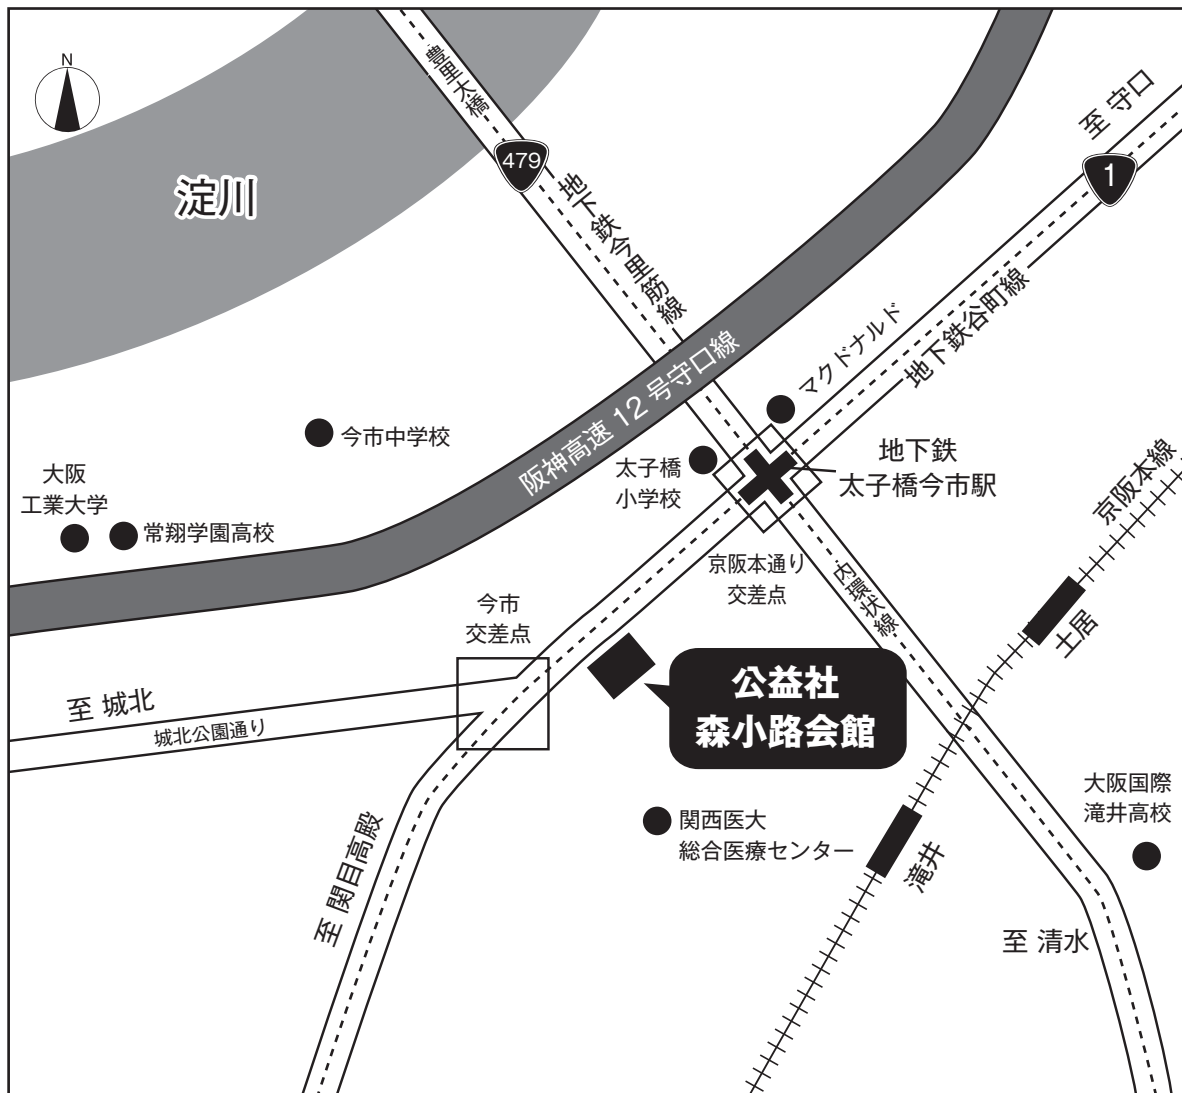 N
豊里大橋
479
至 守口
1
淀川
地下鉄今里筋線
マクドナルド
地下鉄谷町線
阪神高速 12 号守口線
今市中学校
大阪
工業大学
常翔学園高校
太子橋
小学校
地下鉄
太子橋今市駅
京阪本線
京阪本通り
交差点
内環状線
今市
交差点
土居
公益社
森小路会館
至 城北
城北公園通り
大阪国際
滝井高校
関西医大
総合医療センター
滝井
至 関目高殿
至 清水